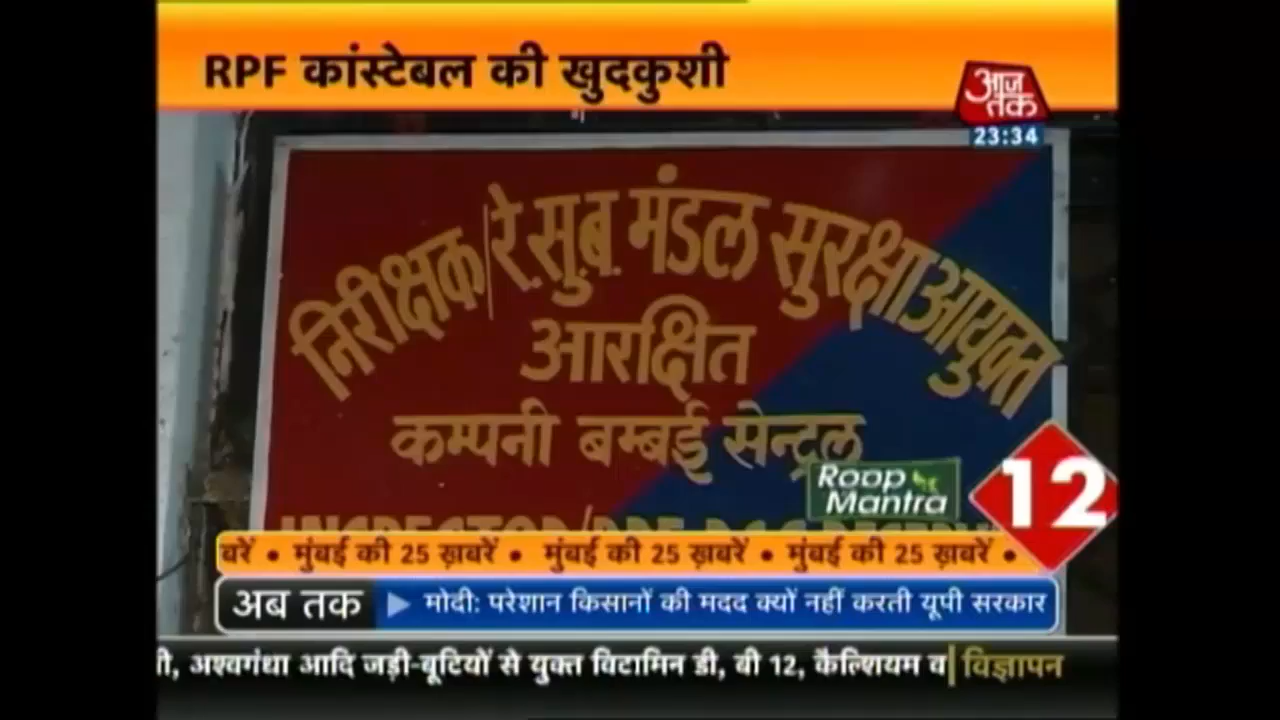 RPF कांस्टेबल की खुदकुशी
आज तक
23:34
निरीक्षक/रे.सु.ब. मंडल सुरक्षा आयुक्त
आरक्षित
कम्पनी बम्बई सेन्ट्रल
Roop Mantra
12
INSPECTOR/RPF
बरें • मुंबई की 25 ख़बरें • मुंबई की 25 ख़बरें • मुंबई की 25 ख़बरें •
अब तक मोदी: परेशान किसानों की मदद क्यों नहीं करती यूपी सरकार
ी, अश्वगंधा आदि जड़ी-बूटियों से युक्त विटामिन डी, बी 12, कैल्शियम व विज्ञापन